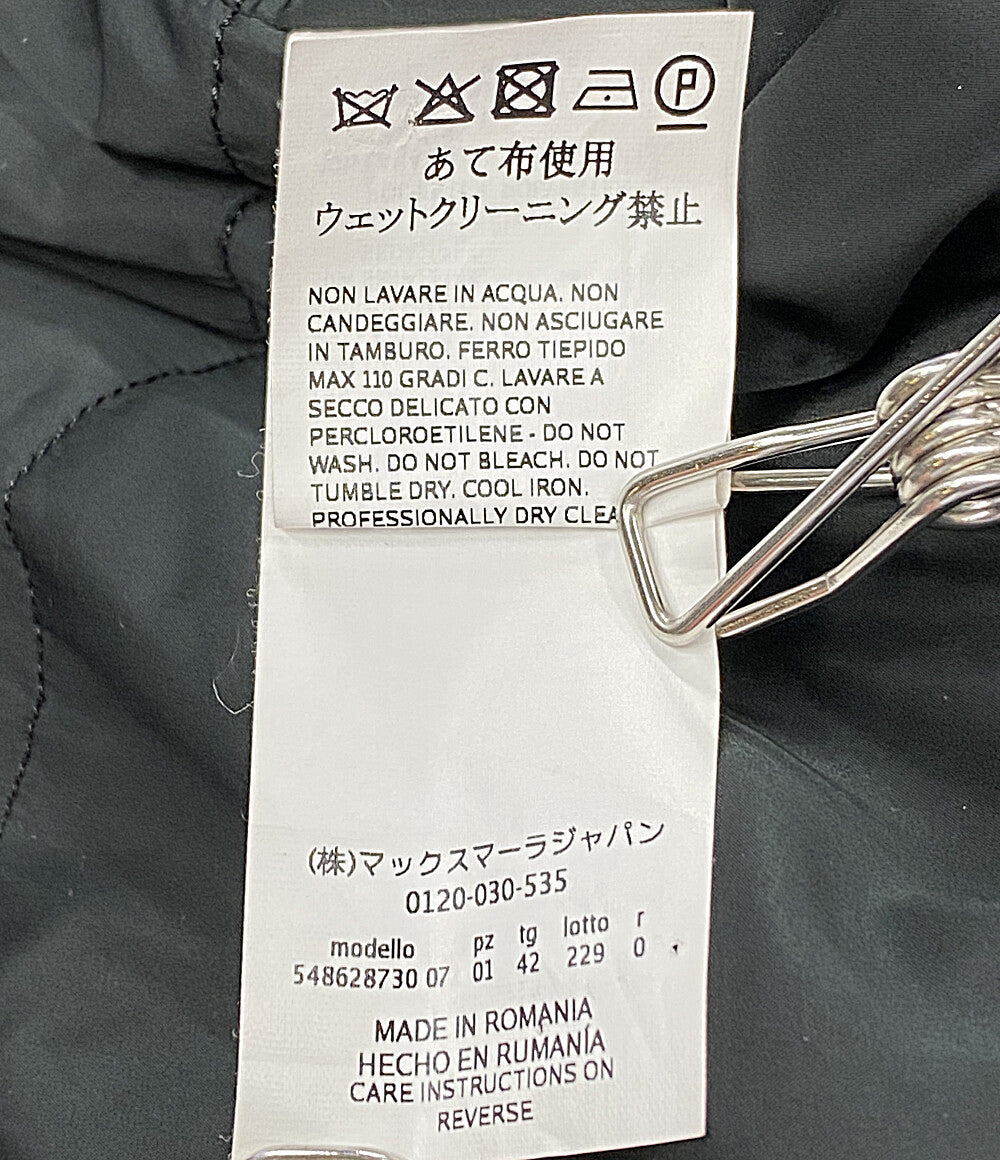 P
あて布使用
ウェットクリーニング禁止
NON LAVARE IN ACQUA. NON
CANDEGGIARE. NON ASCIUGARE
IN TAMBURO. FERRO TIEPIDO
MAX 110 GRADI C. LAVARE A
SECCO DELICATO CON
PERCLOROETILENE - DO NOT
WASH. DO NOT BLEACH. DO NOT
TUMBLE DRY. COOL IRON.
PROFESSIONALLY DRY CLEA
(株)マックスマーラジャパン
0120-030-535
modello pz tg lotto r
548628730 07 01 42 229 0
MADE IN ROMANIA
HECHO EN RUMANÍA
CARE INSTRUCTIONS ON
REVERSE